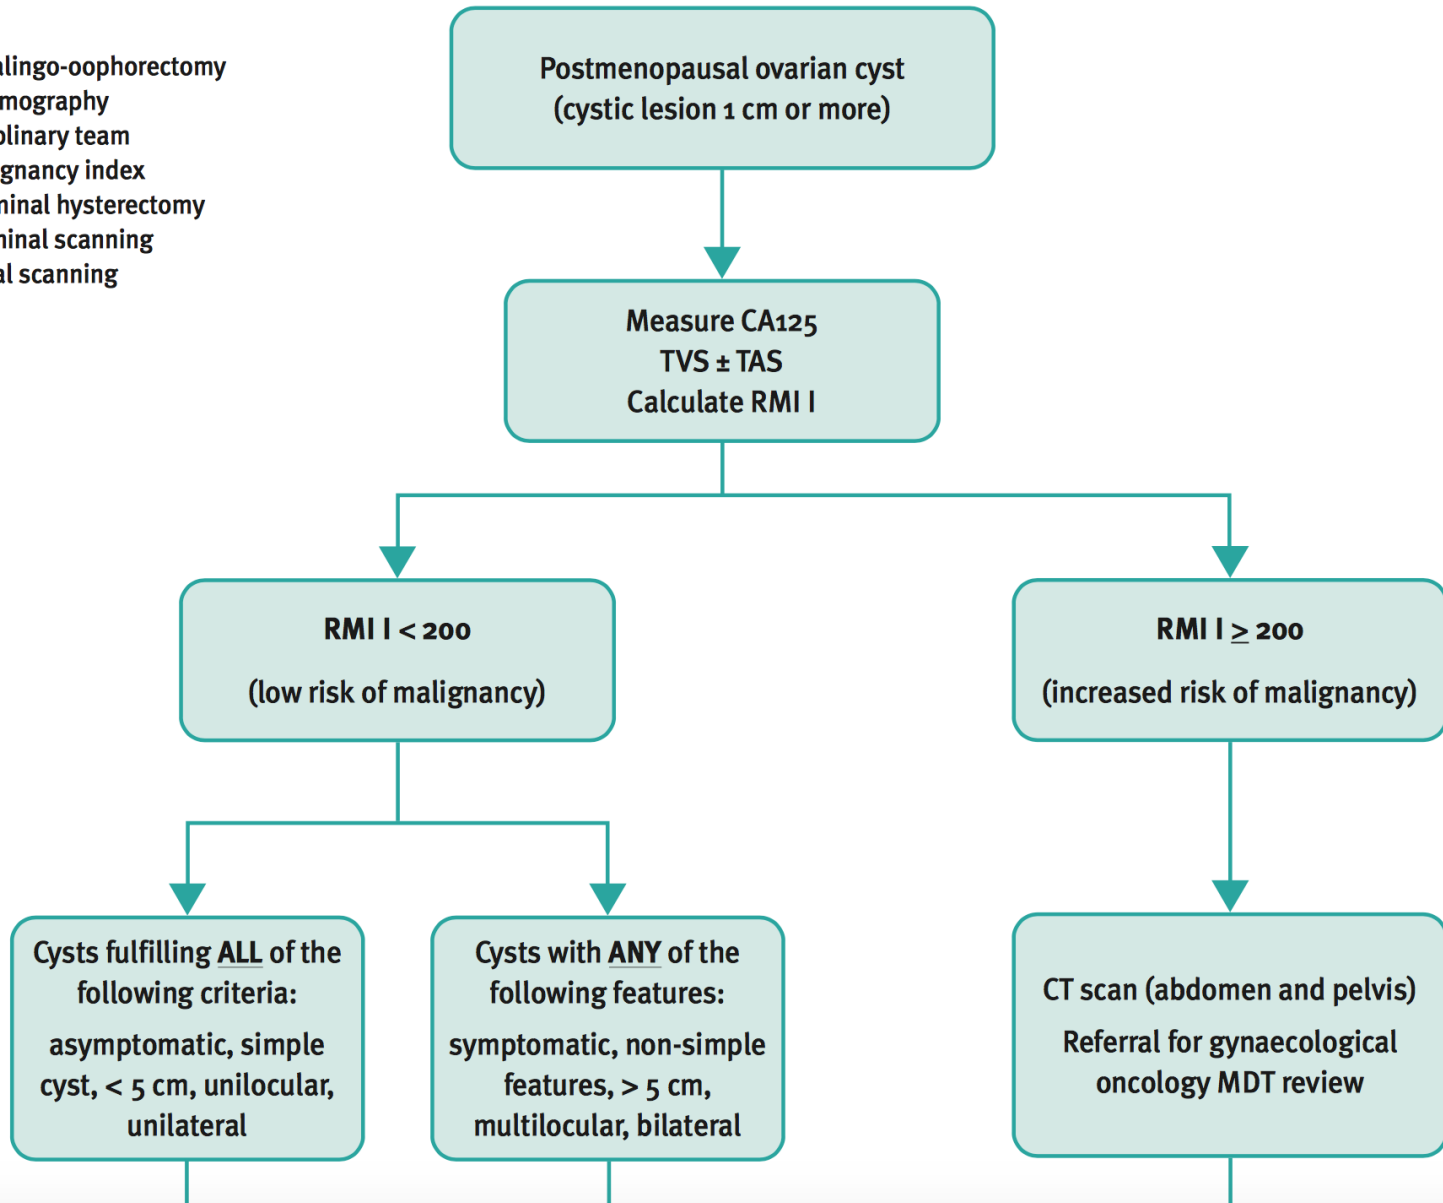 alingo-oophorectomy
mography
plinary team
gnancy index
ninal hysterectomy
ninal scanning
al scanning
Postmenopausal ovarian cyst
(cystic lesion 1 cm or more)
Measure CA125
TVS ± TAS
Calculate RMI I
RMI I < 200
(low risk of malignancy)
RMI I ≥ 200
(increased risk of malignancy)
Cysts fulfilling ALL of the
following criteria:
asymptomatic, simple
cyst, < 5 cm, unilocular,
unilateral
Cysts with ANY of the
following features:
symptomatic, non-simple
features, > 5 cm,
multilocular, bilateral
CT scan (abdomen and pelvis)
Referral for gynaecological
oncology MDT review